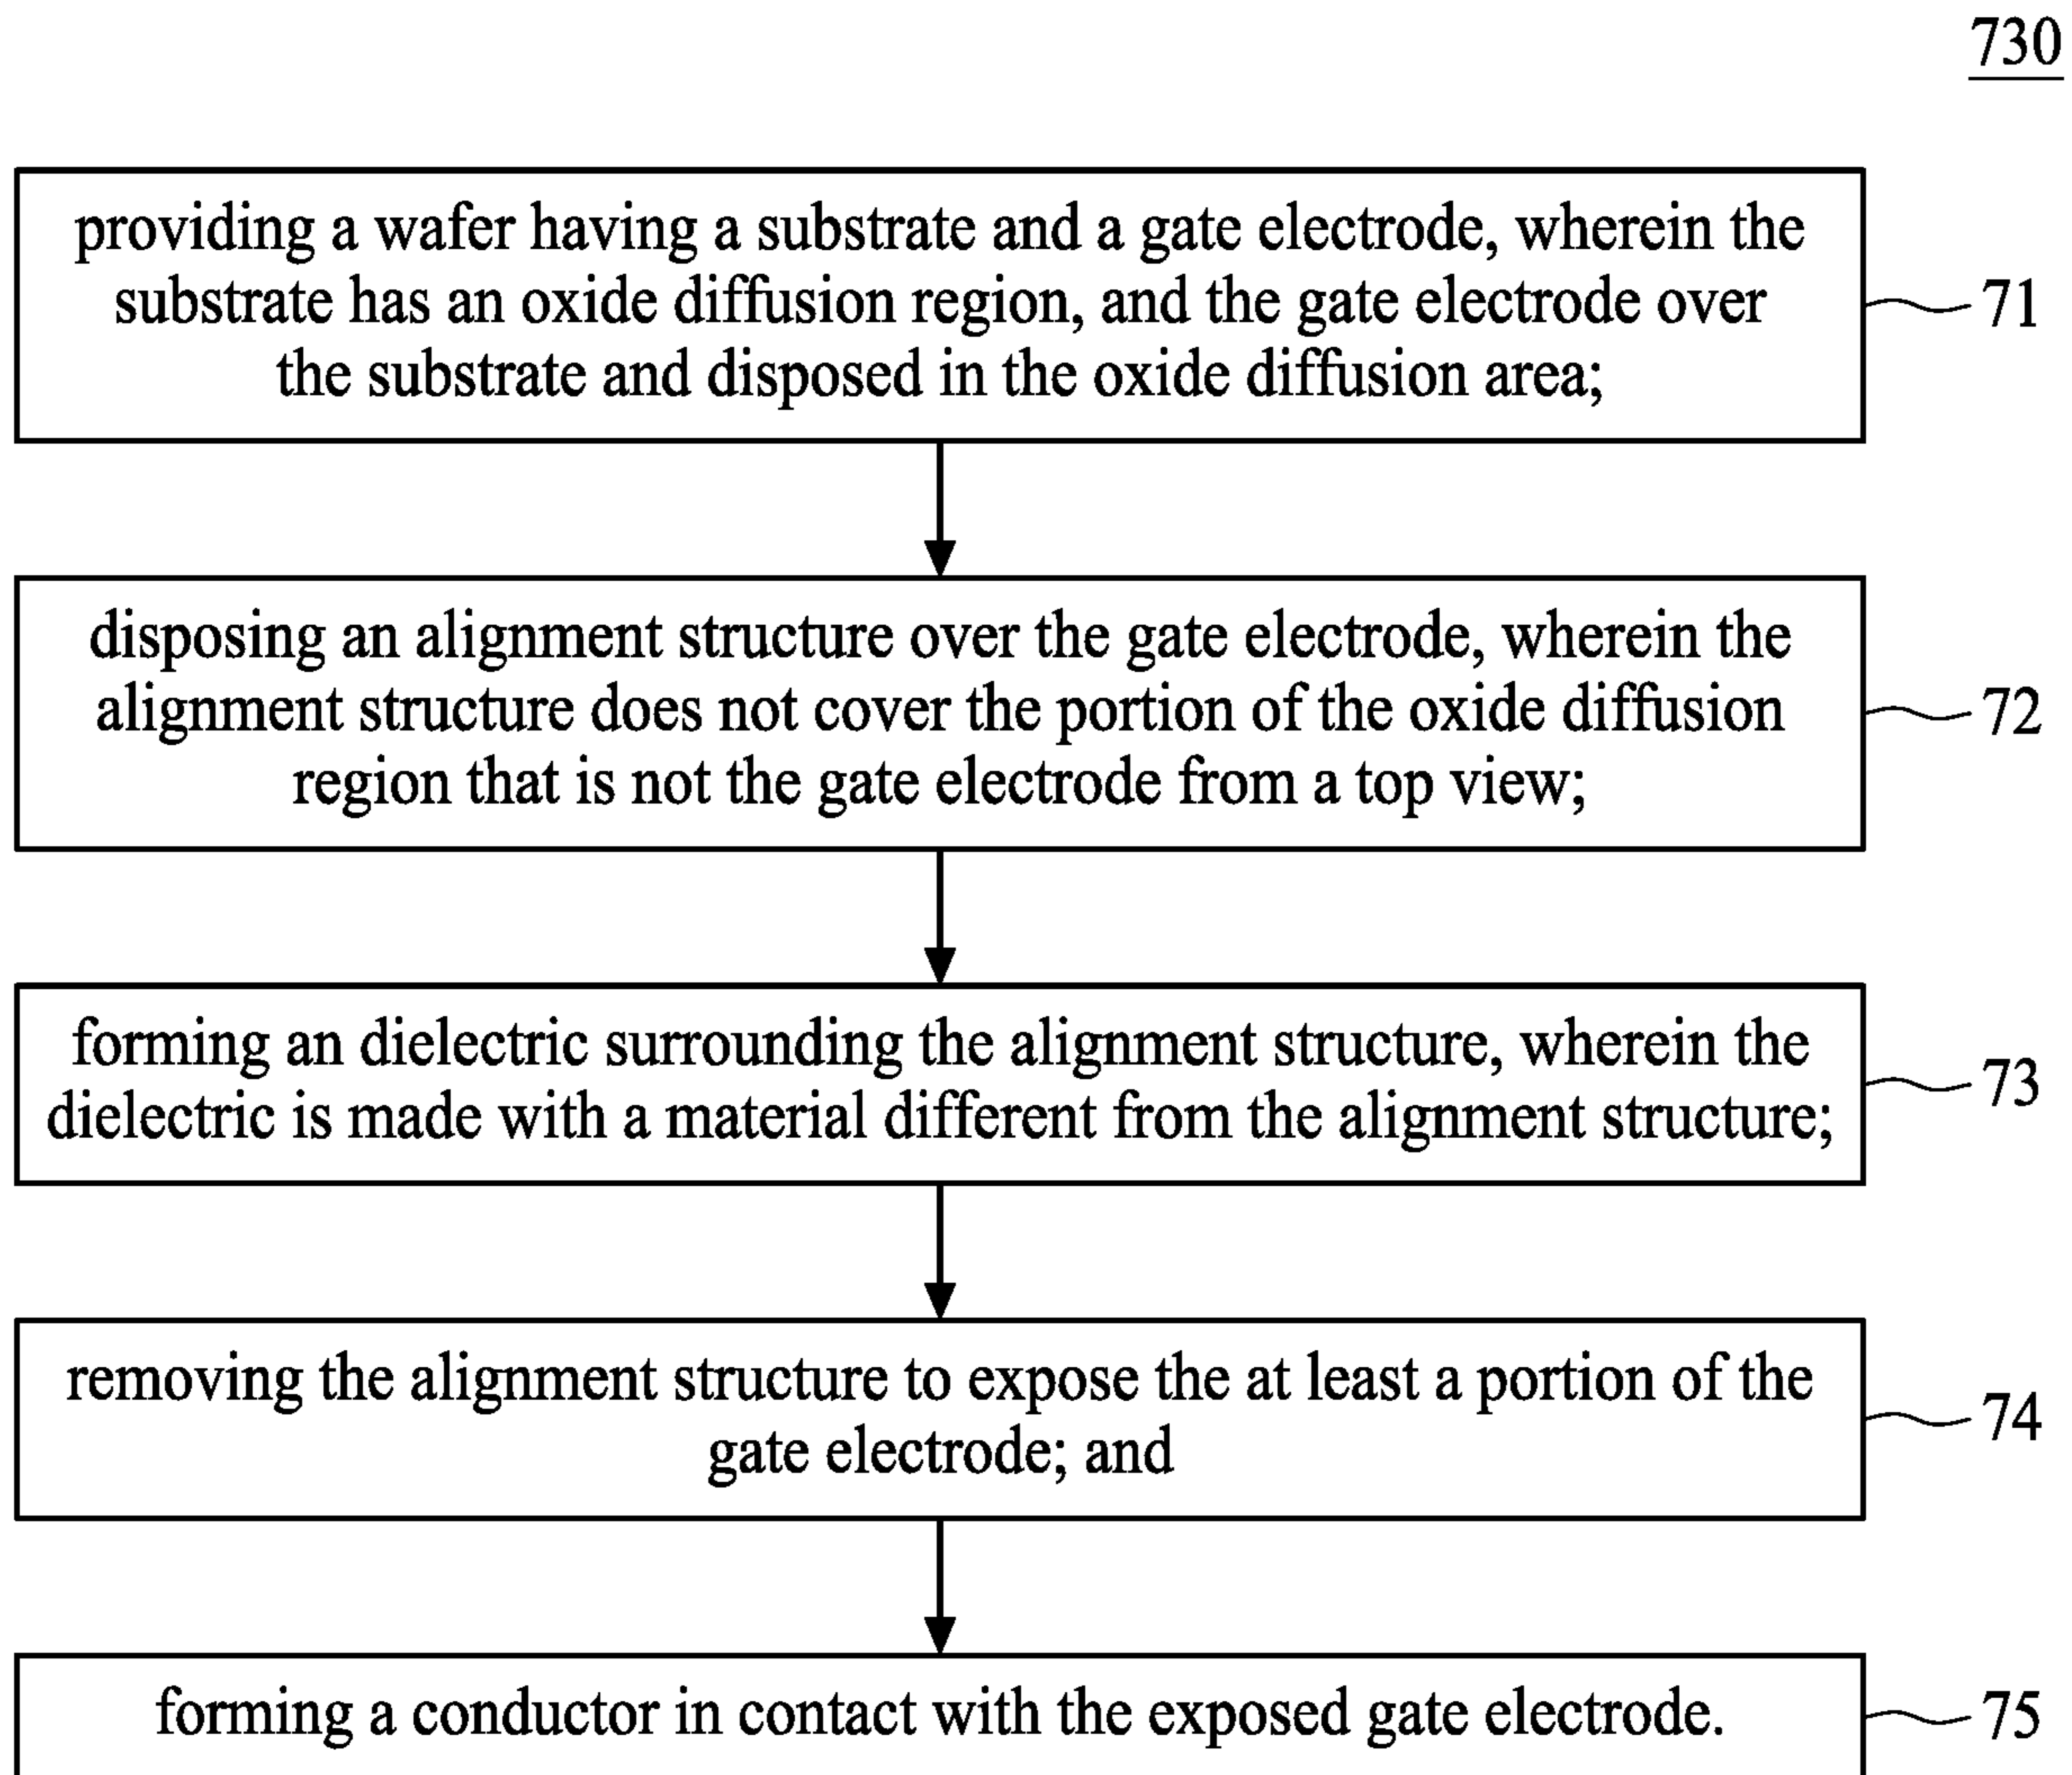 730
providing a wafer having a substrate and a gate electrode, wherein the
substrate has an oxide diffusion region, and the gate electrode over
the substrate and disposed in the oxide diffusion area;
71
disposing an alignment structure over the gate electrode, wherein the
alignment structure does not cover the portion of the oxide diffusion
region that is not the gate electrode from a top view;
72
forming an dielectric surrounding the alignment structure, wherein the
dielectric is made with a material different from the alignment structure;
73
removing the alignment structure to expose the at least a portion of the
gate electrode; and
74
forming a conductor in contact with the exposed gate electrode.
75